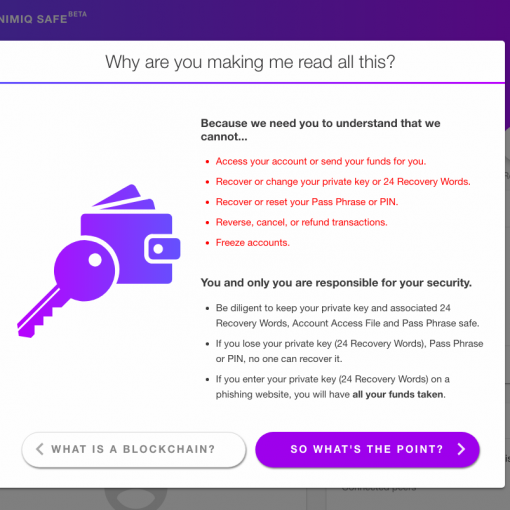 NIMIQ SAFE BETA
Why are you making me read all this?
Because we need you to understand that we
cannot...
• Access your account or send your funds for you.
• Recover or change your private key or 24 Recovery Words.
• Recover or reset your Pass Phrase or PIN.
• Reverse, cancel, or refund transactions.
• Freeze accounts.
You and only you are responsible for your security.
• Be diligent to keep your private key and associated 24
Recovery Words, Account Access File and Pass Phrase safe.
• If you lose your private key (24 Recovery Words), Pass Phrase
or PIN, no one can recover it.
• If you enter your private key (24 Recovery Words) on a
phishing website, you will have all your funds taken.
WHAT IS A BLOCKCHAIN?
SO WHAT'S THE POINT?
Connected peers